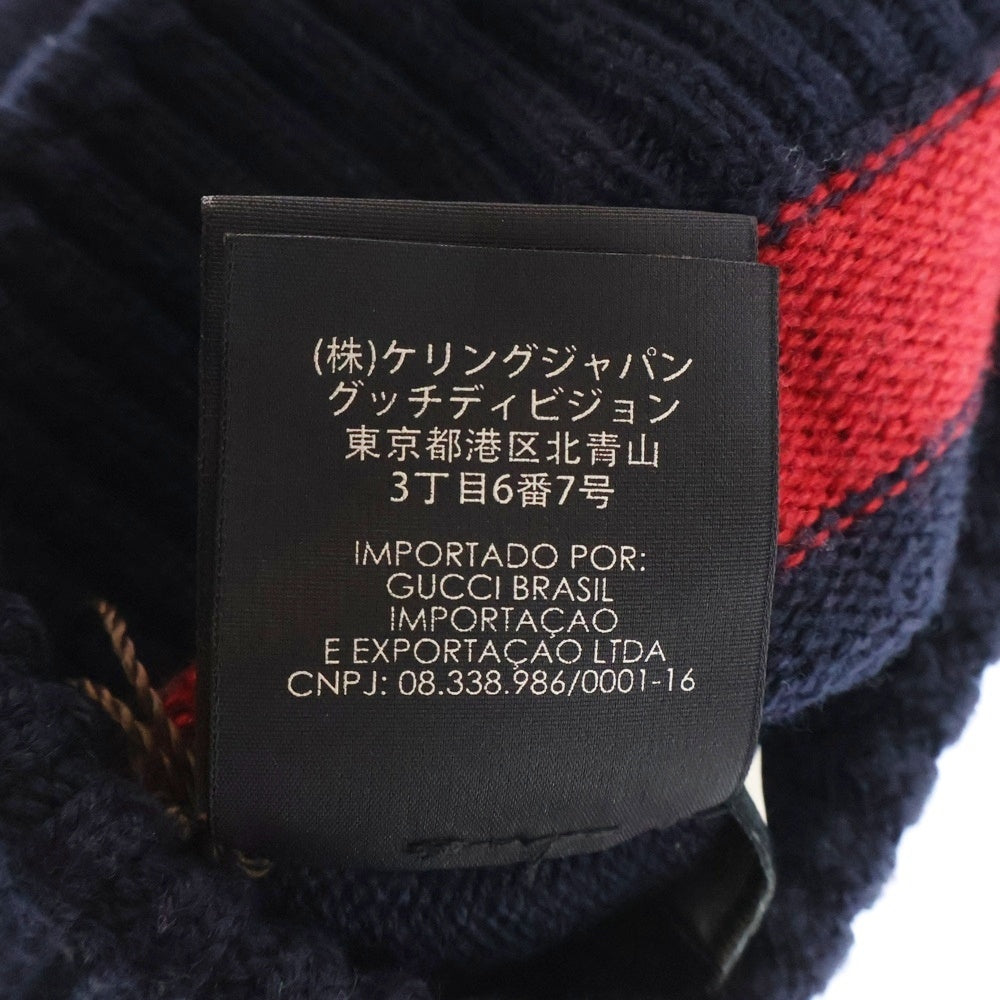 (株)ケリングジャパン
グッチディビジョン
東京都港区北青山
3丁目6番7号
IMPORTADO POR:
GUCCI BRASIL
IMPORTAÇAO
E EXPORTAÇAO LTDA
CNPJ: 08.338.986/0001-16